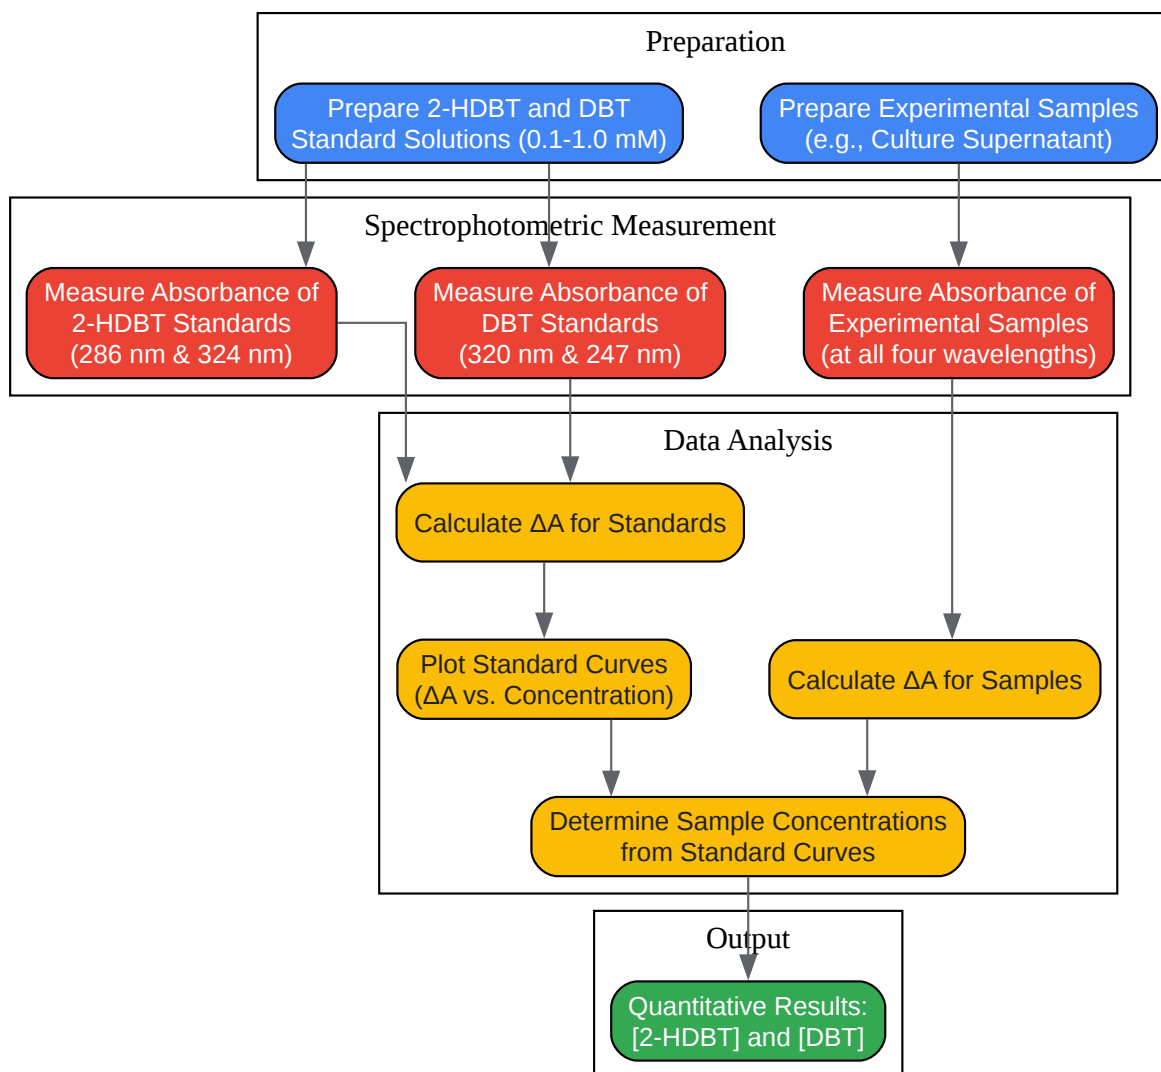 Preparation
Prepare 2-HDBT and DBT
Standard Solutions (0.1-1.0 mM)
Prepare Experimental Samples
(e.g., Culture Supernatant)
Spectrophotometric Measurement
Measure Absorbance of
2-HDBT Standards
(286 nm & 324 nm)
Measure Absorbance of
DBT Standards
(320 nm & 247 nm)
Measure Absorbance of
Experimental Samples
(at all four wavelengths)
Data Analysis
Calculate ΔA for Standards
Plot Standard Curves
(ΔA vs. Concentration)
Calculate ΔA for Samples
Determine Sample Concentrations
from Standard Curves
Output
Quantitative Results:
[2-HDBT] and [DBT]